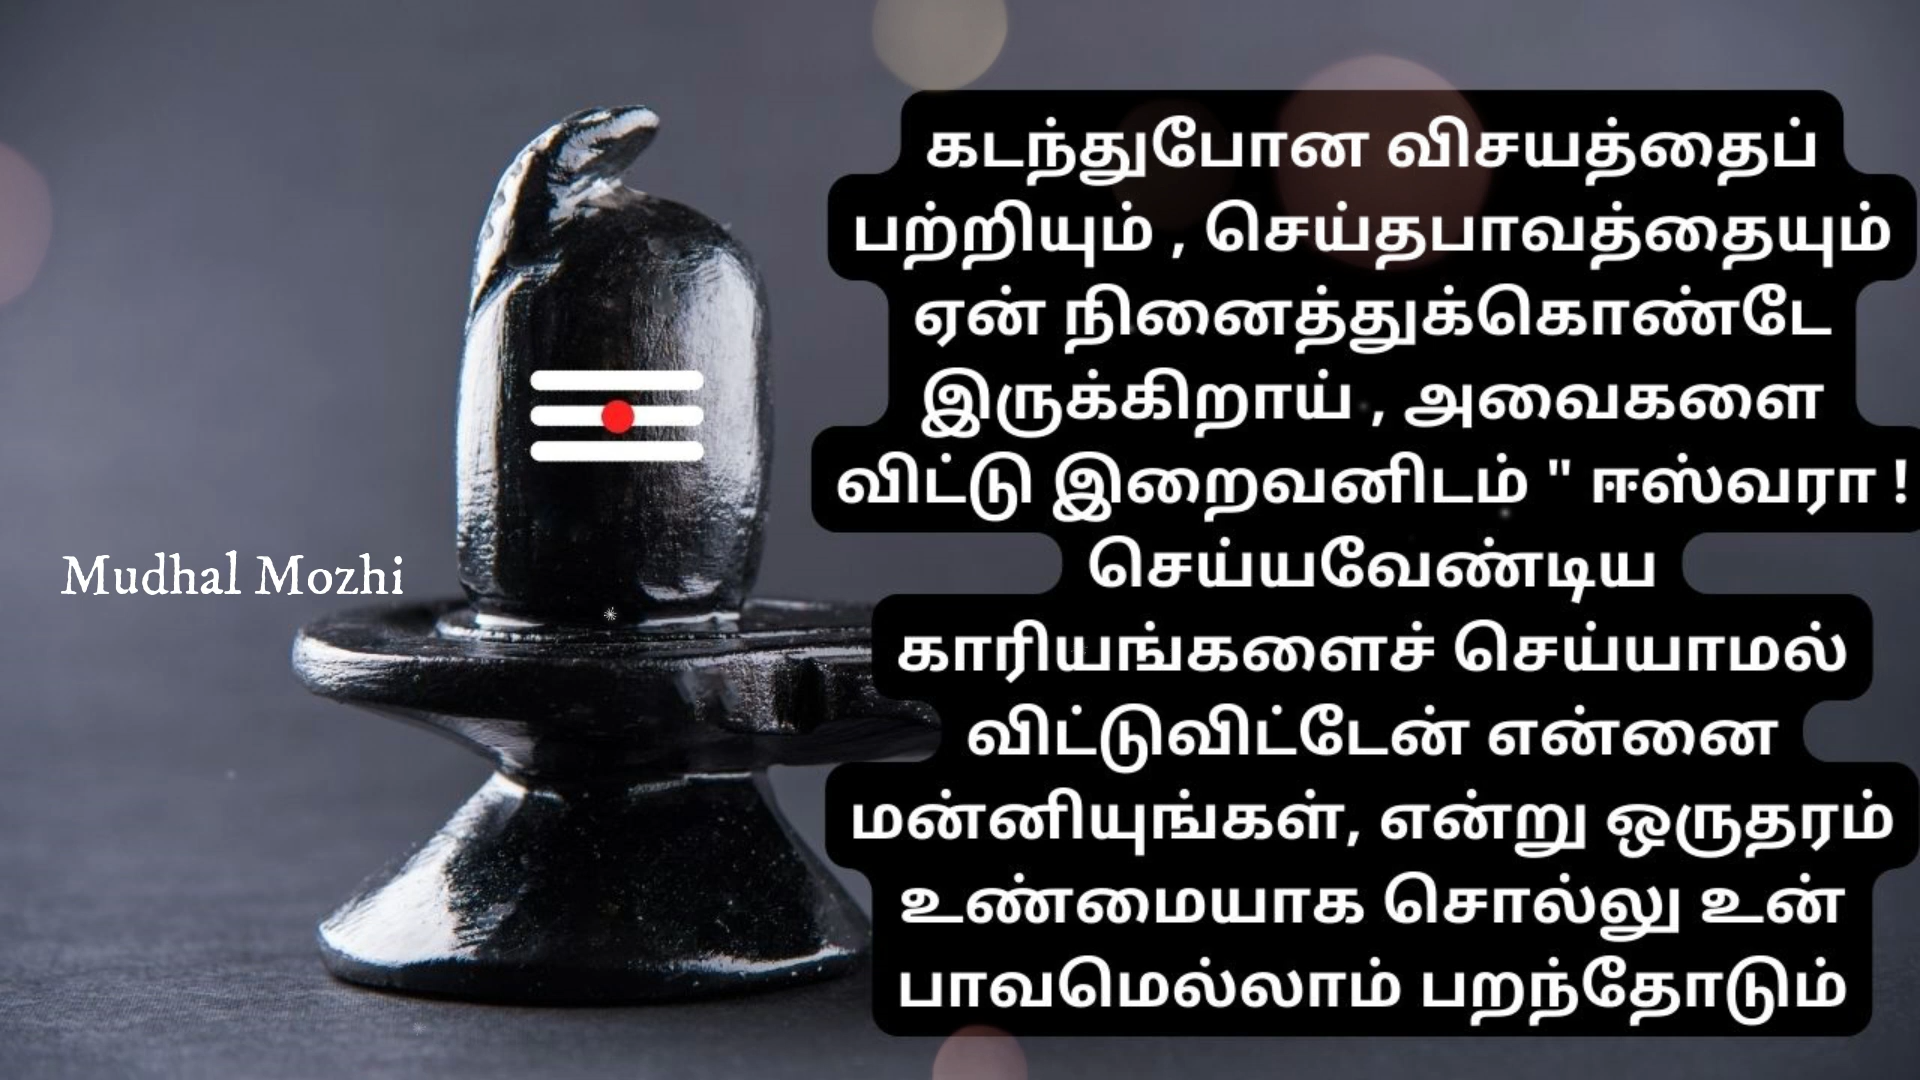 Mudhal Mozhi
கடந்துபோன விசயத்தைப்
பற்றியும் , செய்தபாவத்தையும்
ஏன் நினைத்துக்கொண்டே
இருக்கிறாய் , அவைகளை
விட்டு இறைவனிடம் " ஈஸ்வரா !
செய்யவேண்டிய
காரியங்களைச் செய்யாமல்
விட்டுவிட்டேன் என்னை
மன்னியுங்கள், என்று ஒருதரம்
உண்மையாக சொல்லு உன்
பாவமெல்லாம் பறந்தோடும்